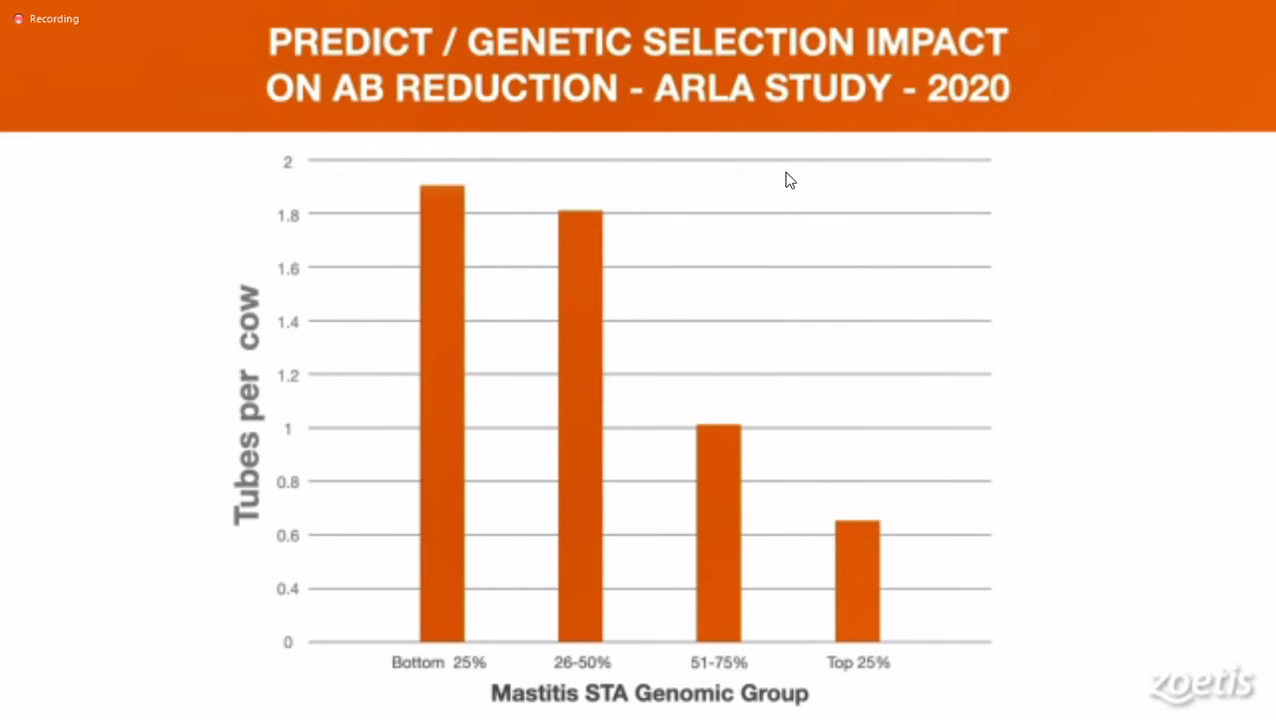 Recording
PREDICT / GENETIC SELECTION IMPACT
ON AB REDUCTION - ARLA STUDY - 2020
Tubes per cow
2
1.8
1.6
1.4
1.2
1
0.8
0.6
0.4
0
Bottom 25% 26-50% 51-75% Top 25%
Mastitis STA Genomic Group
zoetis